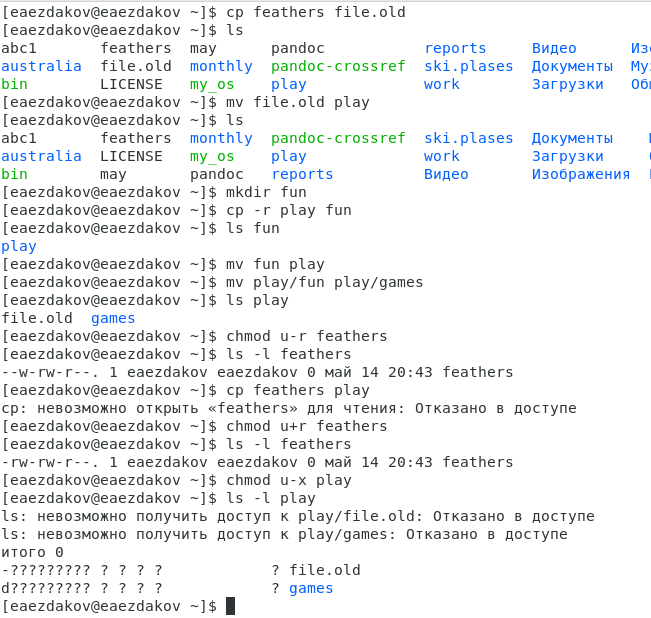 [eaezdakov@eaezdakov ~]$ cp feathers file.old
[eaezdakov@eaezdakov ~]$ ls
abc1       feathers  may      pandoc           reports     Видео
australia  file.old  monthly  pandoc-crossref  ski.plases  Документы
bin        LICENSE   my_os    play             work        Загрузки
[eaezdakov@eaezdakov ~]$ mv file.old play
[eaezdakov@eaezdakov ~]$ ls
abc1       feathers  monthly  pandoc-crossref  ski.plases  Документы
australia  LICENSE   my_os    play             work        Загрузки
bin        may       pandoc   reports          Видео       Изображения
[eaezdakov@eaezdakov ~]$ mkdir fun
[eaezdakov@eaezdakov ~]$ cp -r play fun
[eaezdakov@eaezdakov ~]$ ls fun
play
[eaezdakov@eaezdakov ~]$ mv fun play
[eaezdakov@eaezdakov ~]$ mv play/fun play/games
[eaezdakov@eaezdakov ~]$ ls play
file.old  games
[eaezdakov@eaezdakov ~]$ chmod u-r feathers
[eaezdakov@eaezdakov ~]$ ls -l feathers
--w-rw-r--. 1 eaezdakov eaezdakov 0 май 14 20:43 feathers
[eaezdakov@eaezdakov ~]$ cp feathers play
cp: невозможно открыть «feathers» для чтения: Отказано в доступе
[eaezdakov@eaezdakov ~]$ chmod u+r feathers
[eaezdakov@eaezdakov ~]$ ls -l feathers
-rw-rw-r--. 1 eaezdakov eaezdakov 0 май 14 20:43 feathers
[eaezdakov@eaezdakov ~]$ chmod u-x play
[eaezdakov@eaezdakov ~]$ ls -l play
ls: невозможно получить доступ к play/file.old: Отказано в доступе
ls: невозможно получить доступ к play/games: Отказано в доступе
итого 0
-????????? ? ? ? ?            ? file.old
d????????? ? ? ? ?            ? games
[eaezdakov@eaezdakov ~]$